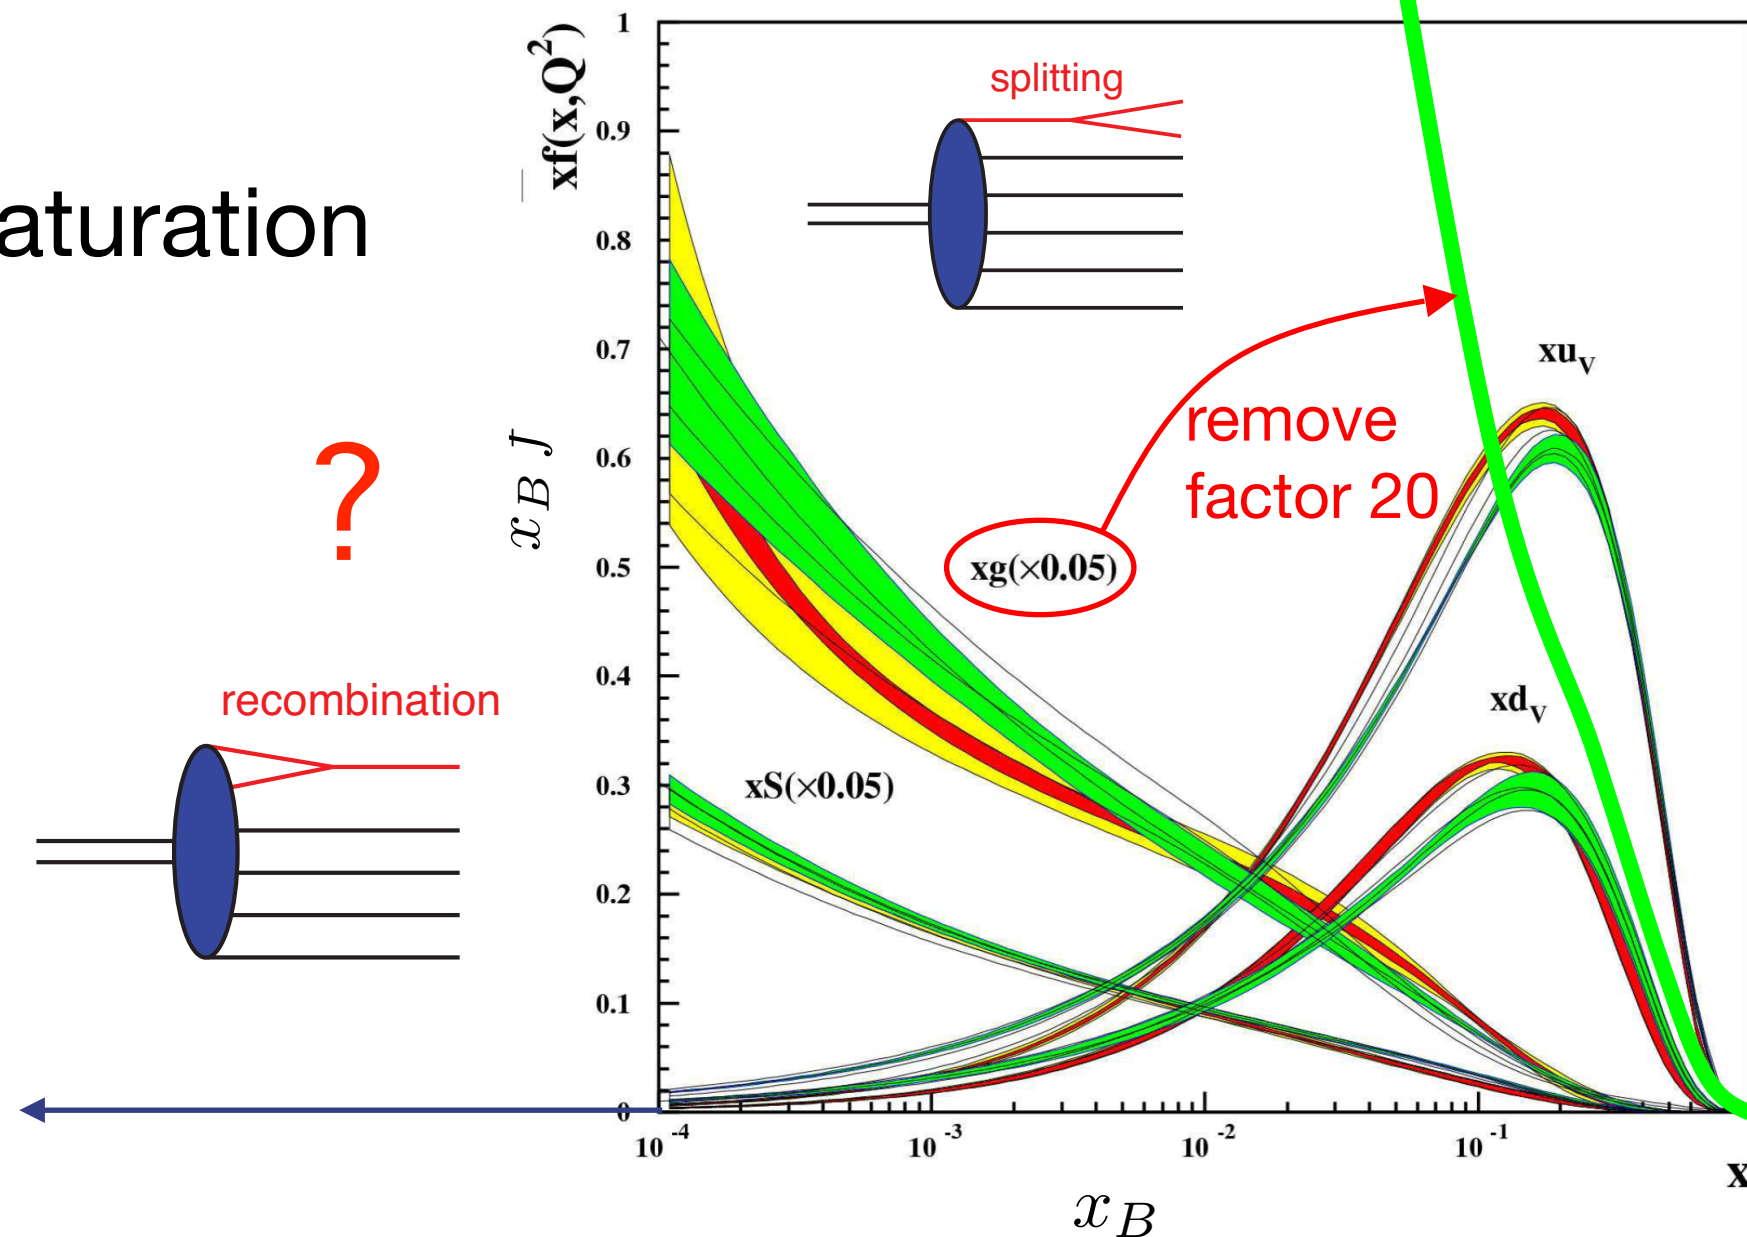 aturation
?
recombination
xf(x,Q²)
x_B f
1
0.9
0.8
0.7
0.6
0.5
0.4
0.3
0.2
0.1
0
splitting
xu_V
remove
factor 20
xg(×0.05)
xd_V
xS(×0.05)
10⁻⁴
10⁻³
10⁻²
10⁻¹
x
x_B